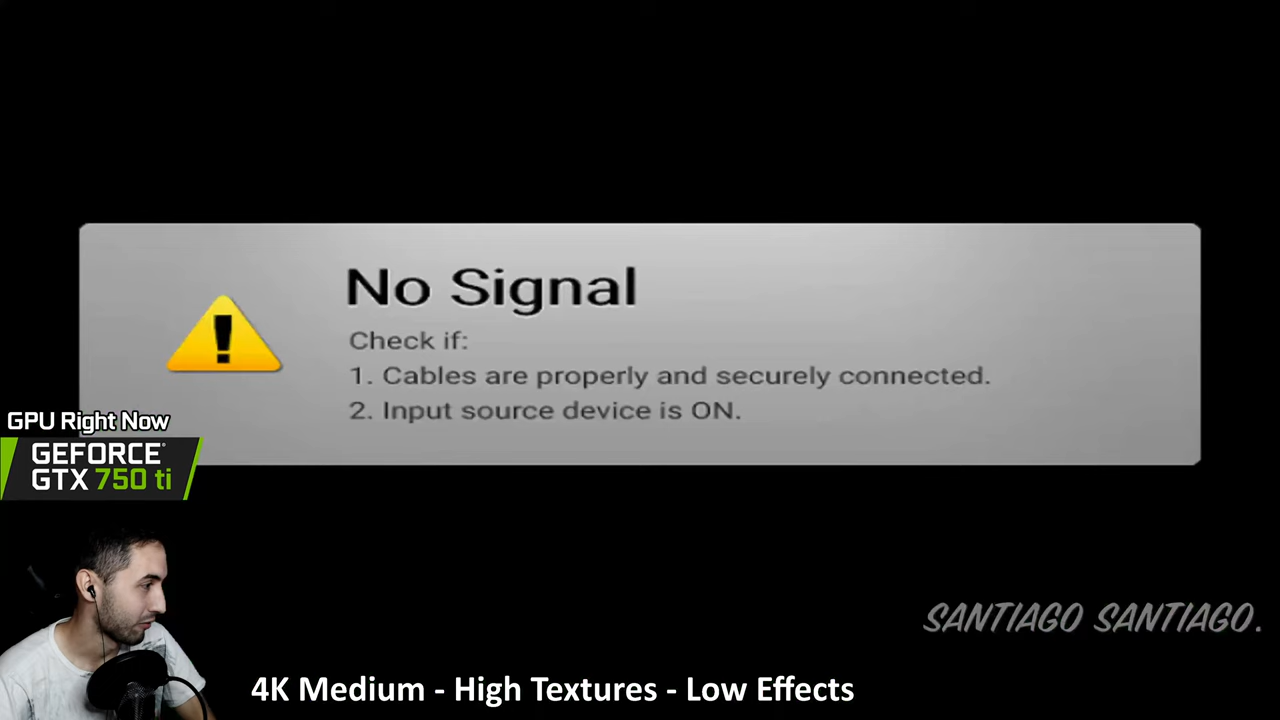 No Signal
Check if:
1. Cables are properly and securely connected.
2. Input source device is ON.
GPU Right Now
GEFORCE
GTX 750 ti
SANTIAGO SANTIAGO.
4K Medium - High Textures - Low Effects